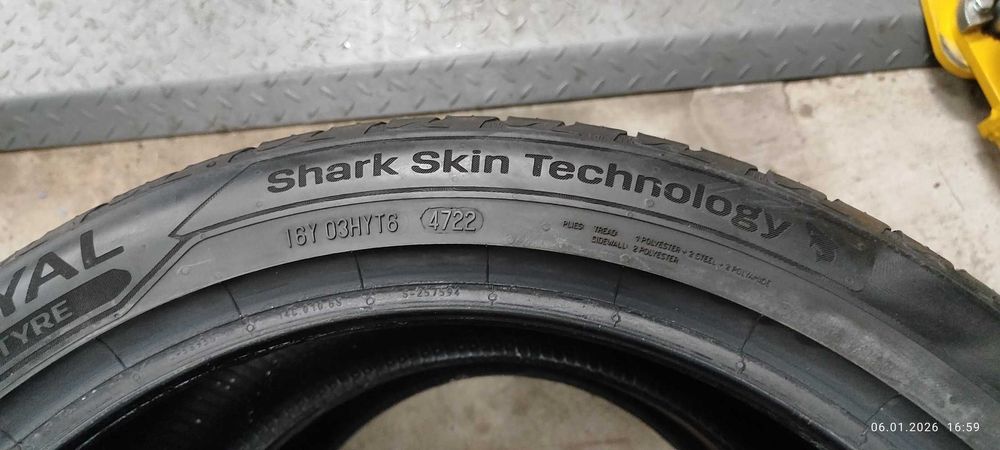 Shark Skin Technology
16Y 03HYT6 4722
PLIES: TREAD: 1 POLYESTER + 2 STEEL + 2 POLYAMIDE
SIDEWALL: 2 POLYESTER
YAL
TYRE
S-257594
06.01.2026 16:59